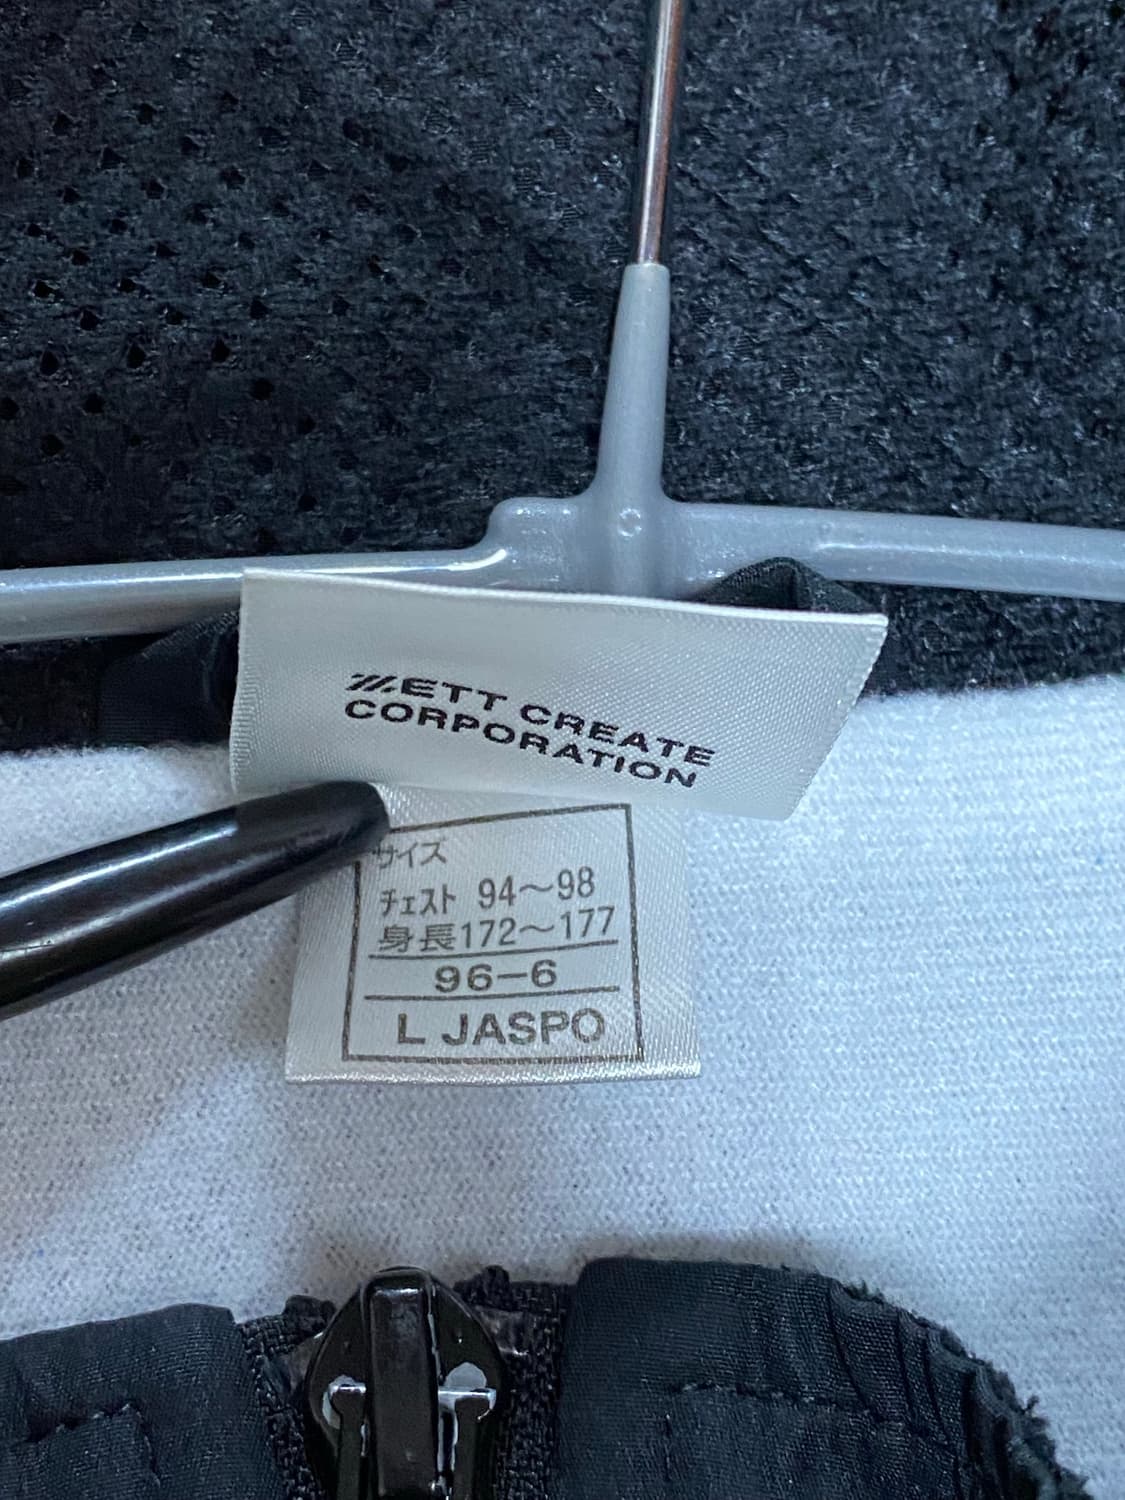 ZETT CREATE
CORPORATION
サイズ
チェスト 94～98
身長172～177
96-6
L JASPO